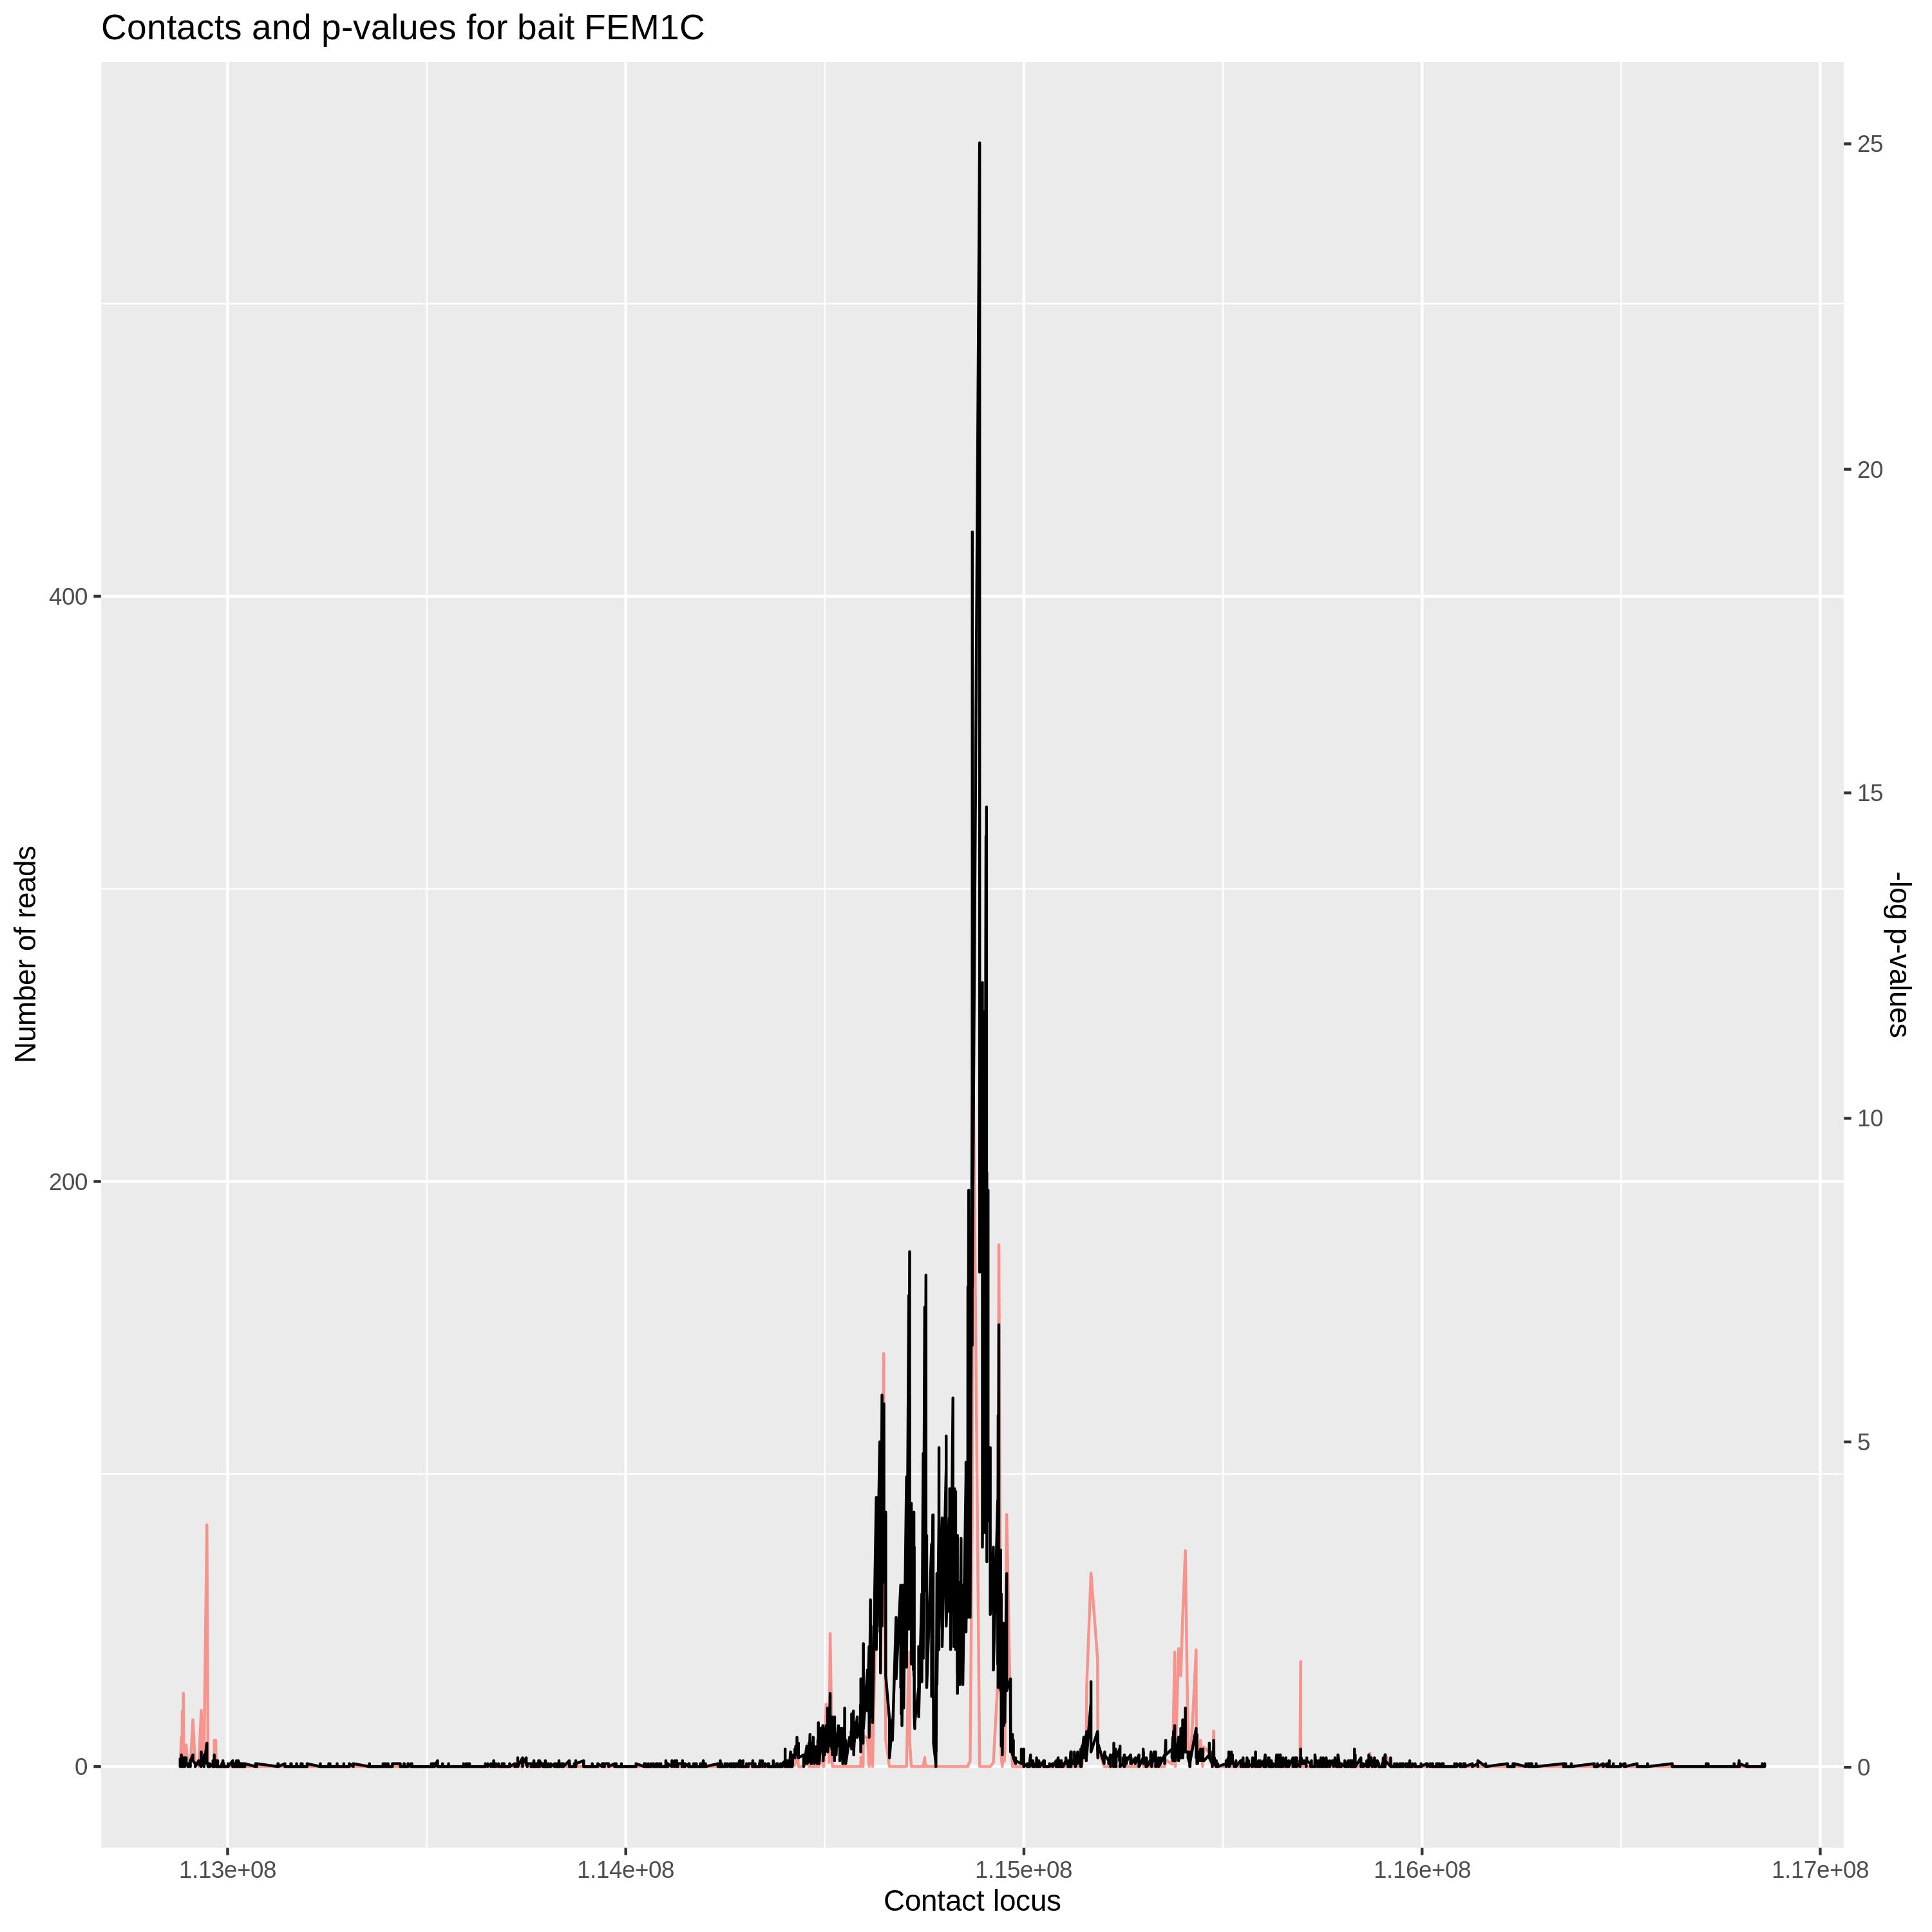 Contacts and p-values for bait FEM1C
Number of reads
400
200
0
25
20
15
10
5
0
-log p-values
1.13e+08 1.14e+08 1.15e+08 1.16e+08 1.17e+08
Contact locus